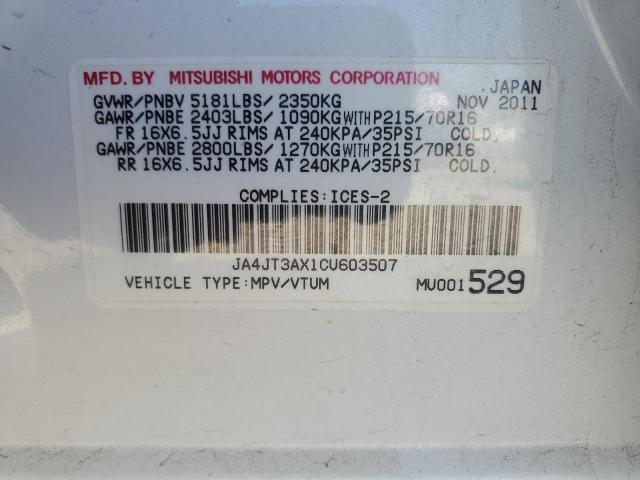 MFD. BY MITSUBISHI MOTORS CORPORATION , JAPAN
GVWR/PNBV 5181LBS/ 2350KG NOV 2011
GAWR/PNBE 2403LBS/ 1090KG WITH P215/70R16
FR 16X6.5JJ RIMS AT 240KPA/35PSI COLD.
GAWR/PNBE 2800LBS/ 1270KG WITH P215/70R16
RR 16X6.5JJ RIMS AT 240KPA/35PSI COLD.
COMPLIES:ICES-2
JA4JT3AX1CU603507
VEHICLE TYPE:MPV/VTUM MU001 529